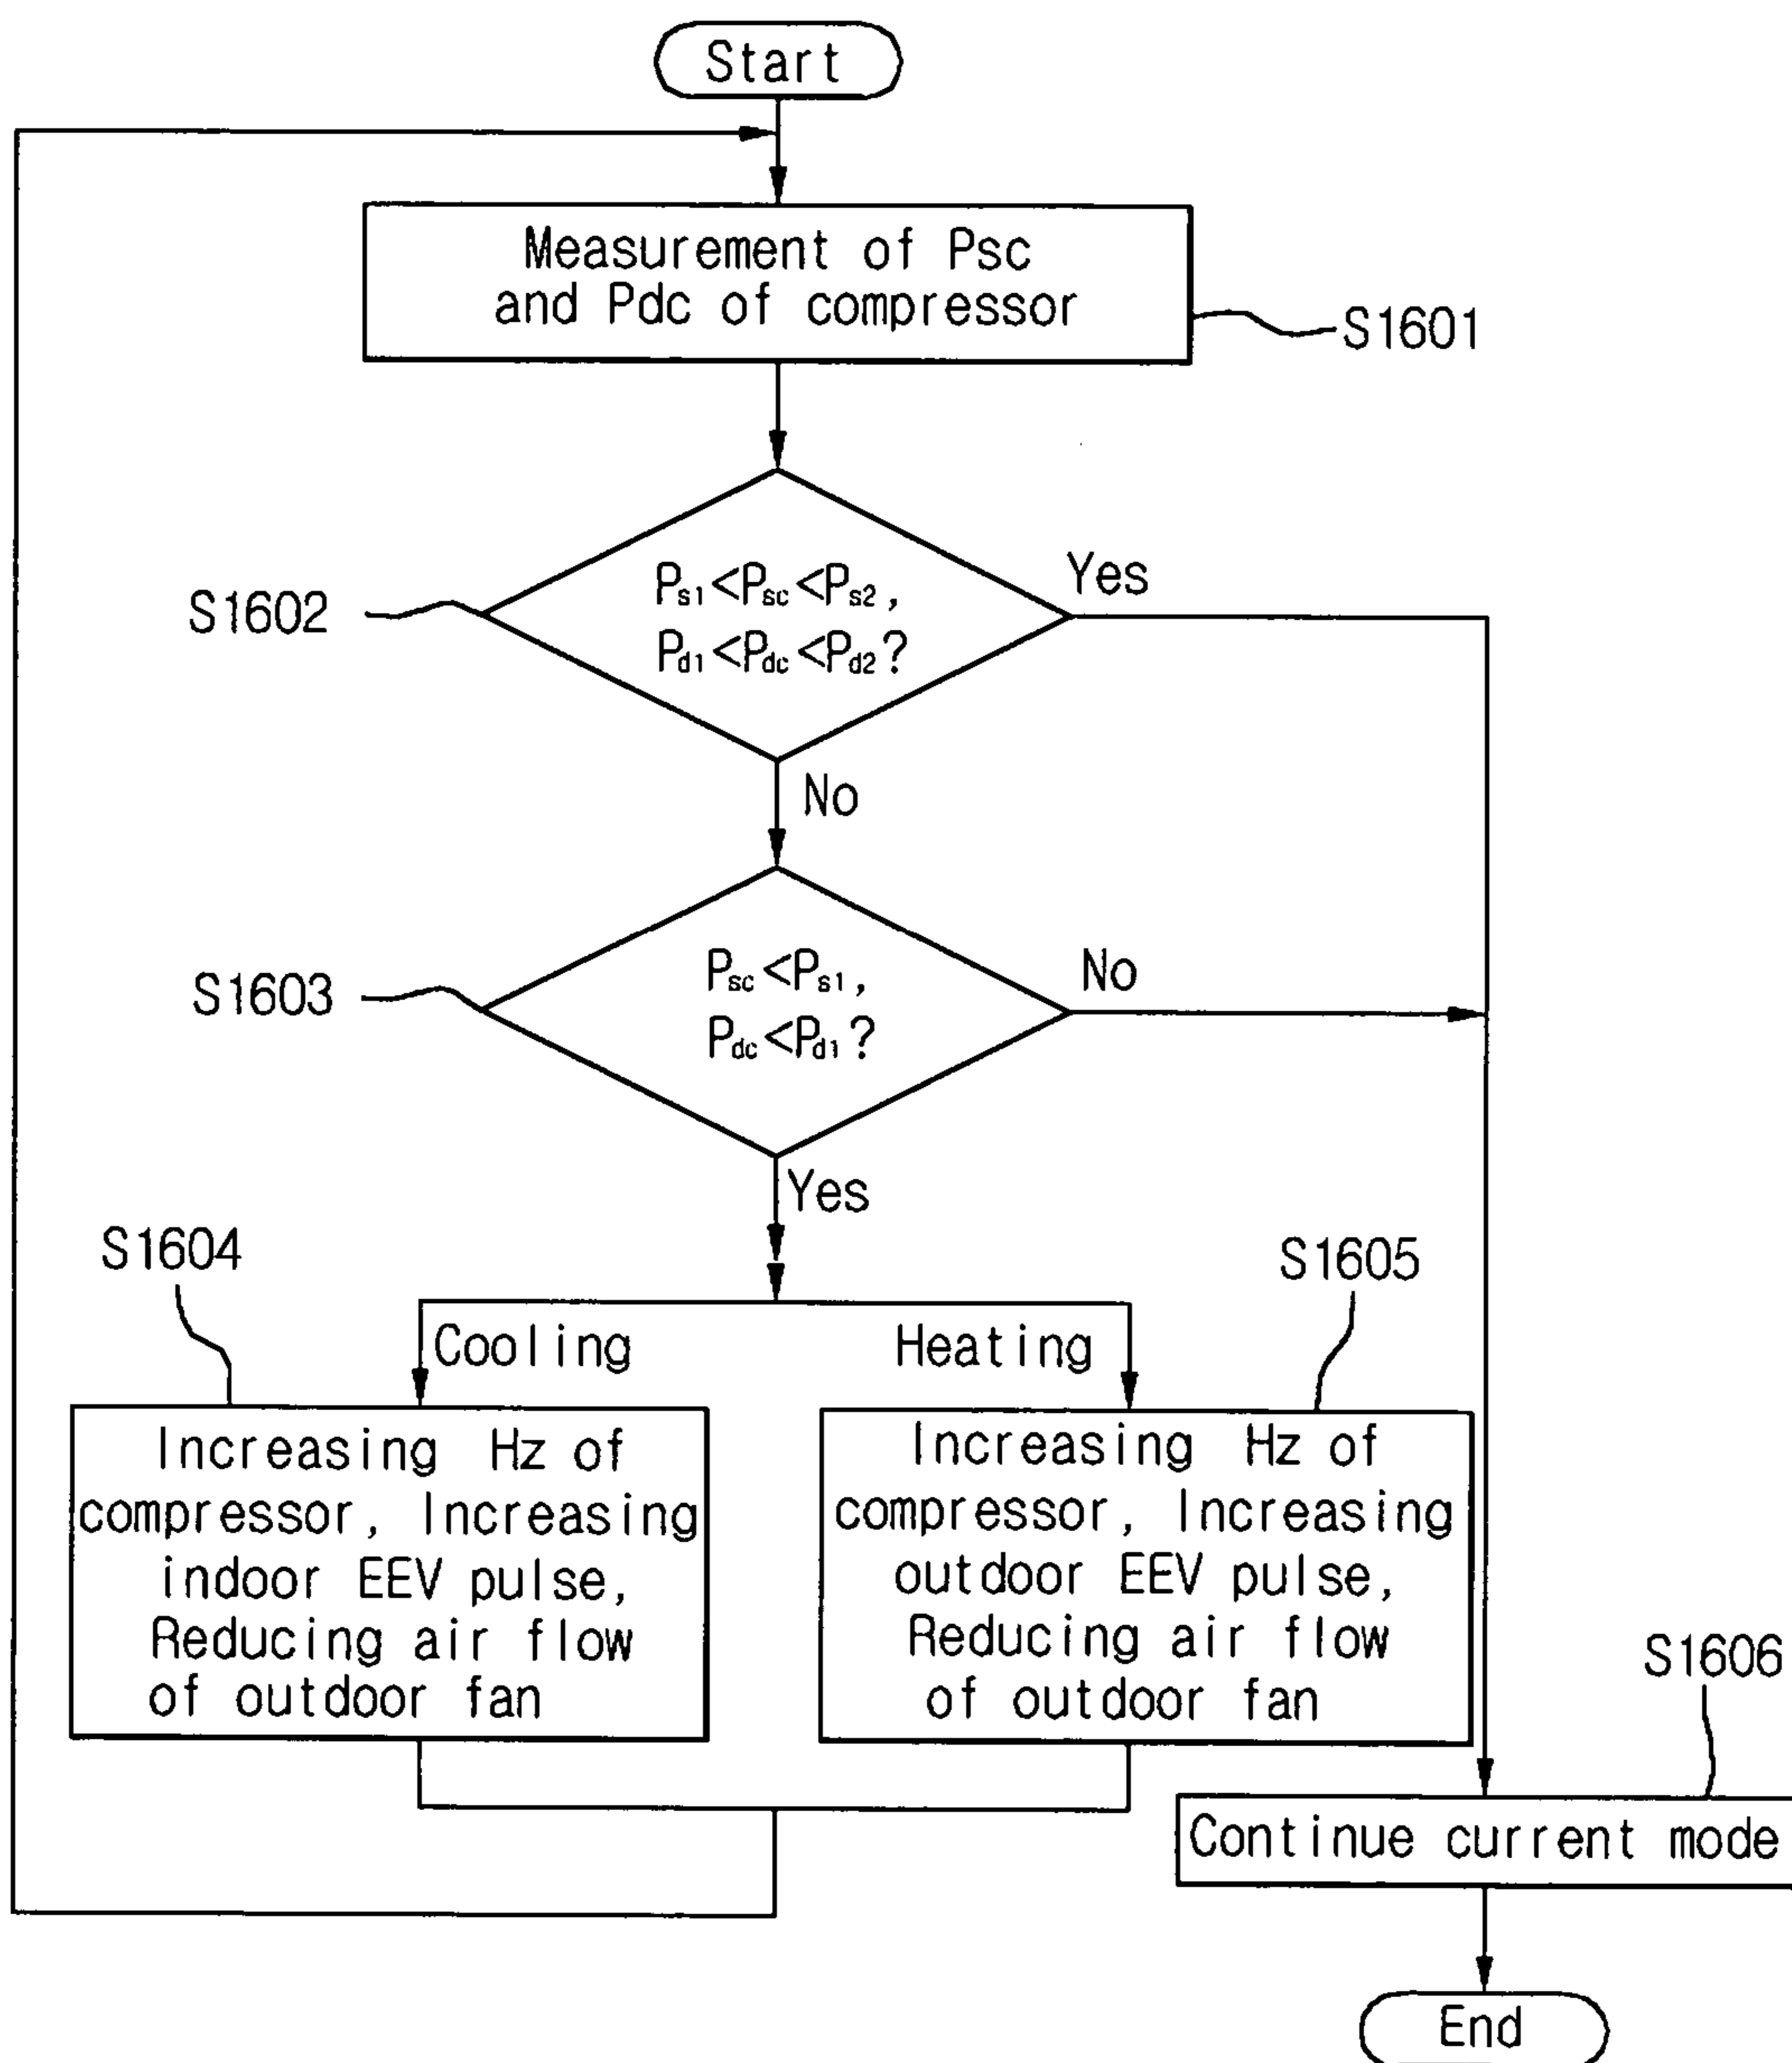 Start
Measurement of Psc
and Pdc of compressor
S1601
Ps1<Psc<Ps2,
Pd1<Pdc<Pd2?
Yes
S1602
No
Psc<Ps1,
Pdc<Pd1?
No
S1603
Yes
S1604
S1605
Cooling
Heating
Increasing Hz of
compressor, Increasing
indoor EEV pulse,
Reducing air flow
of outdoor fan
Increasing Hz of
compressor, Increasing
outdoor EEV pulse,
Reducing air flow
of outdoor fan
S1606
Continue current mode
End